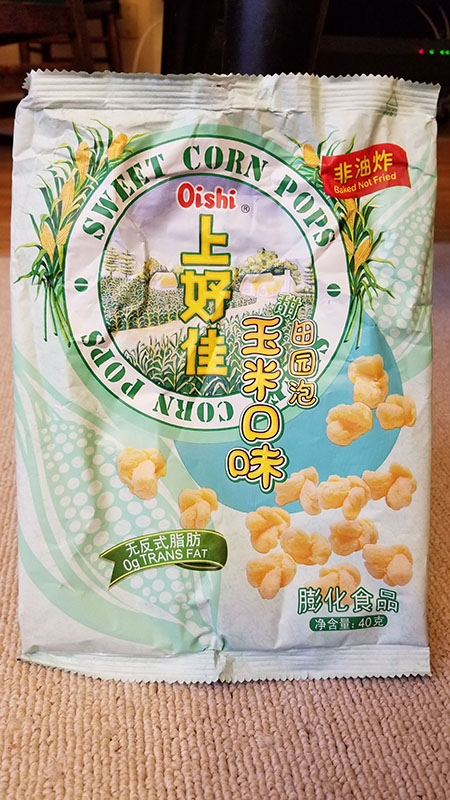 SWEET CORN POPS
Oishi®
上好佳
非油炸
Baked Not Fried
甜
田园泡
玉米口味
CORN POPS
无反式脂肪
0g TRANS FAT
膨化食品
净含量: 40克